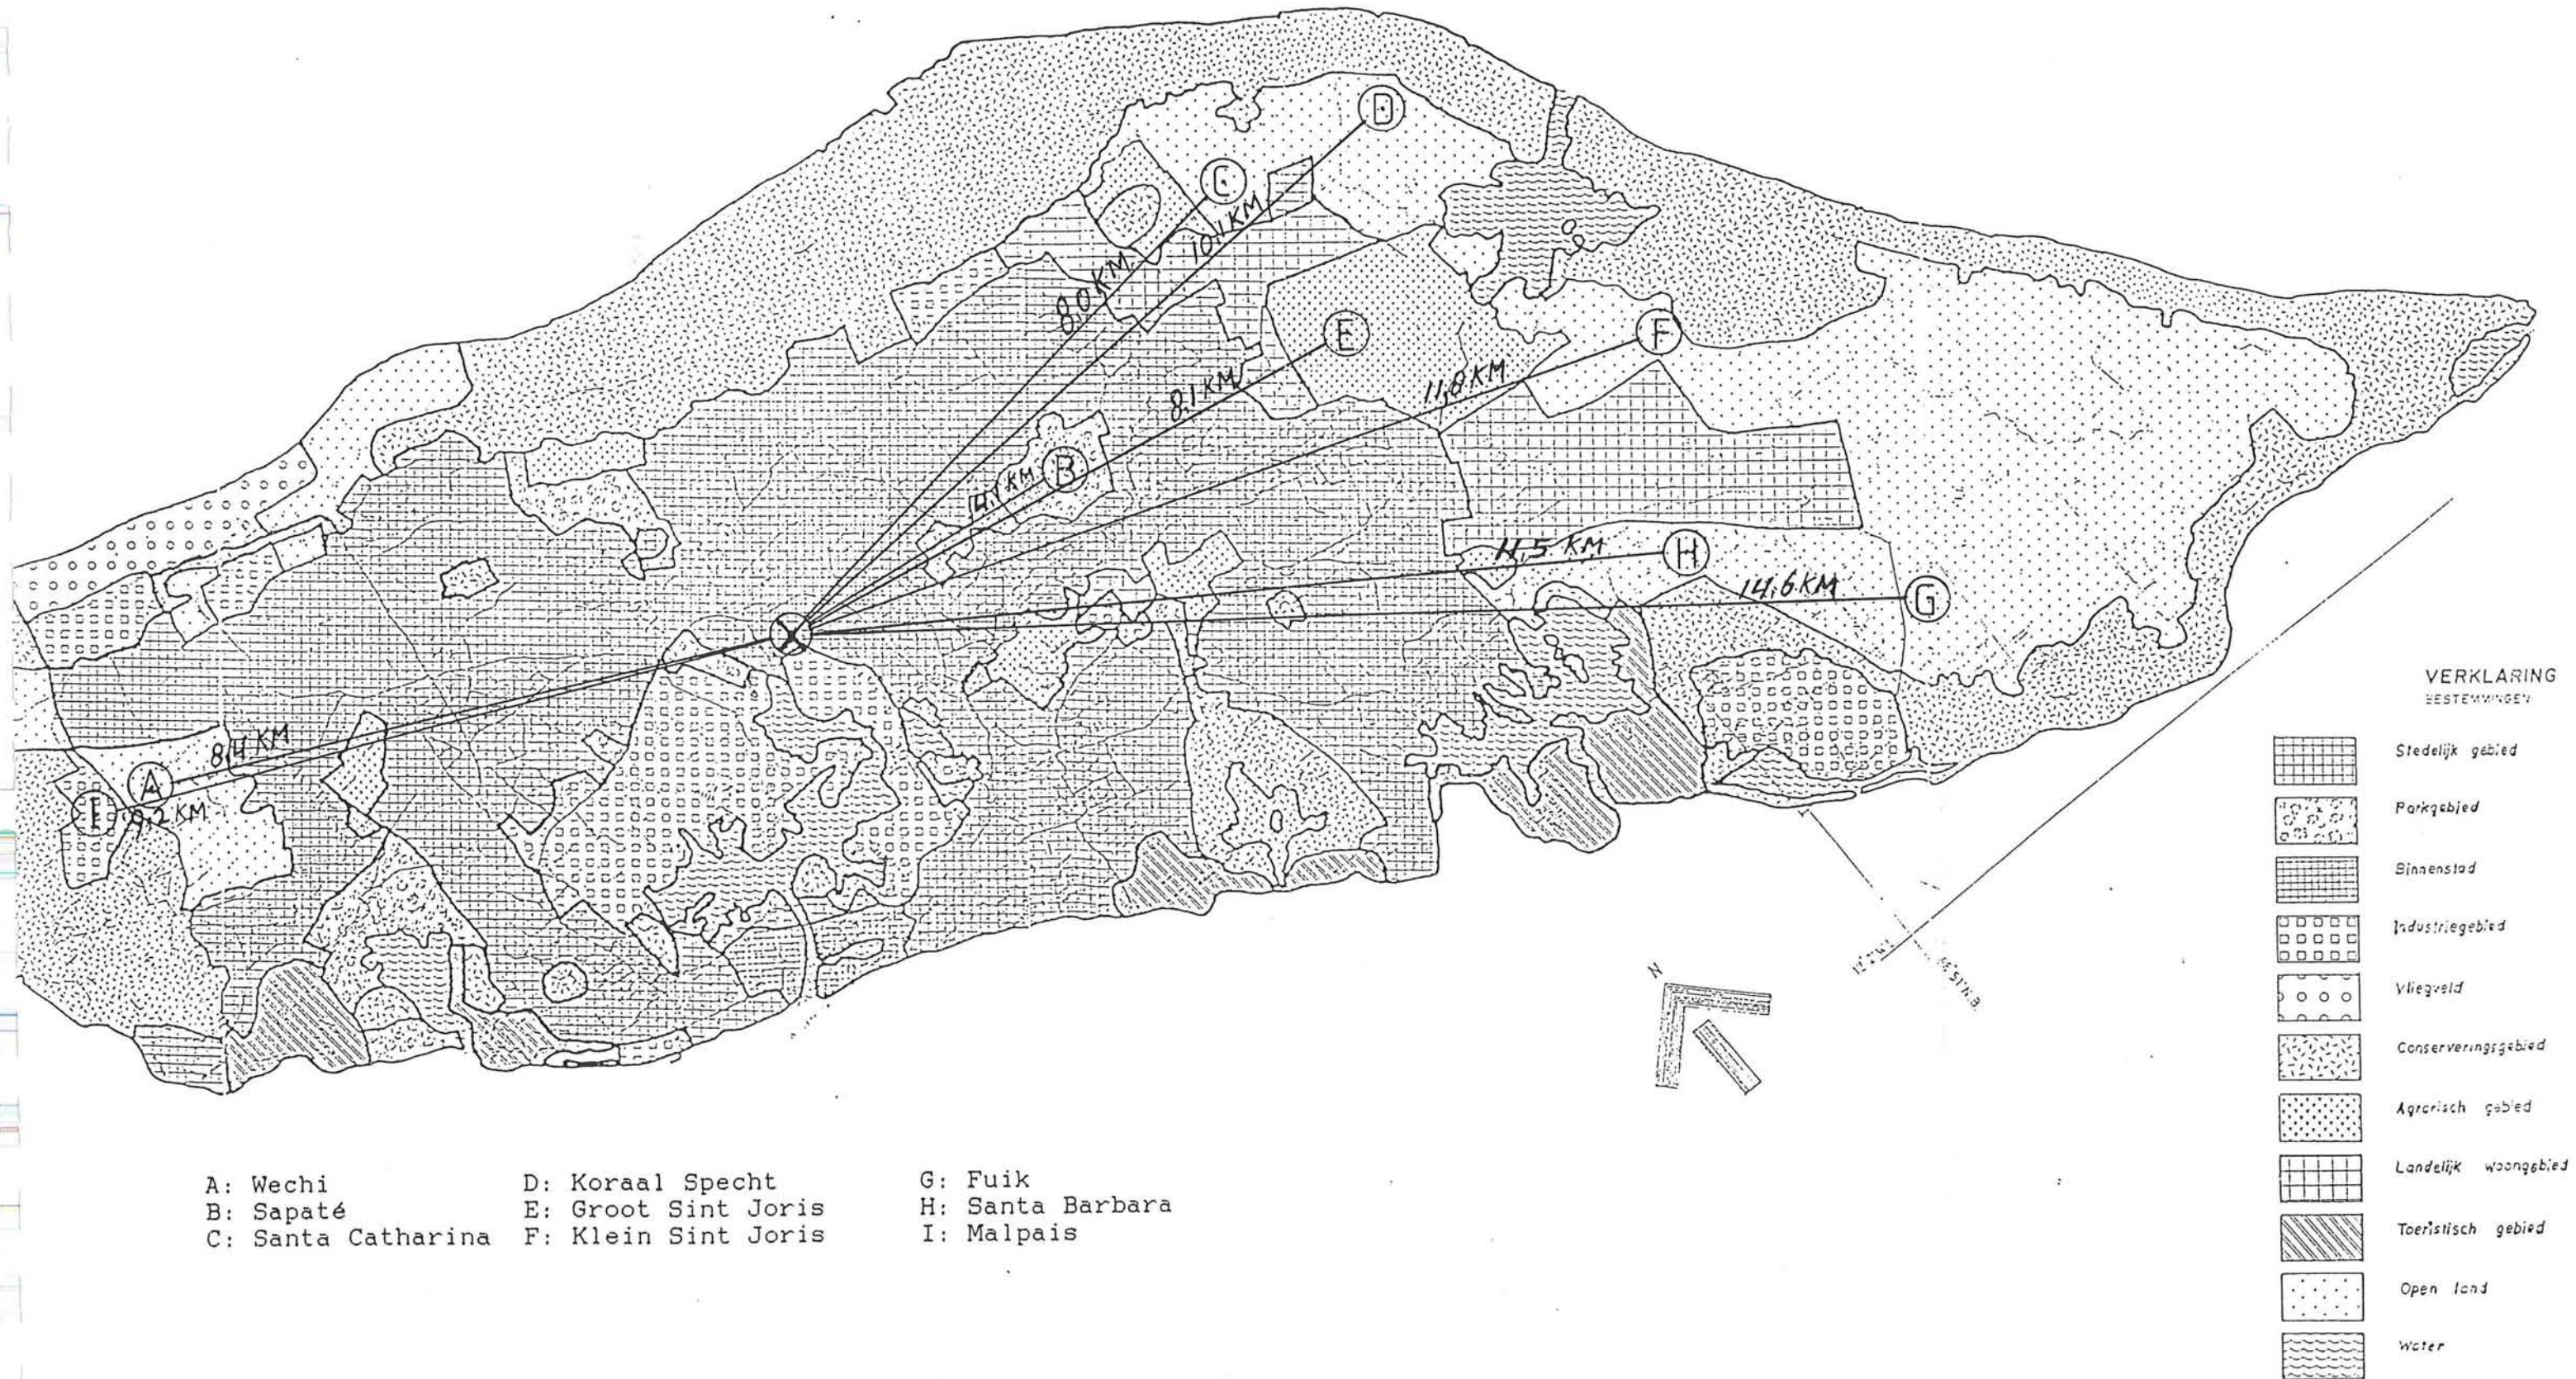 D
C
10,1 KM
8,0 KM
E
F
8,1 KM
11,8 KM
B
4,1 KM
H
11,5 KM
14,6 KM
G
X
8,4 KM
A
I
9,2 KM
N
VERKLARING
BESTEMMINGEN
Stedelijk gebied
Parkgebied
Binnenstad
Industriegebied
Vliegveld
Conserveringsgebied
Agrarisch gebied
Landelijk woongebied
Toeristisch gebied
Open land
Water
A: Wechi D: Koraal Specht G: Fuik
B: Sapaté E: Groot Sint Joris H: Santa Barbara
C: Santa Catharina F: Klein Sint Joris I: Malpais